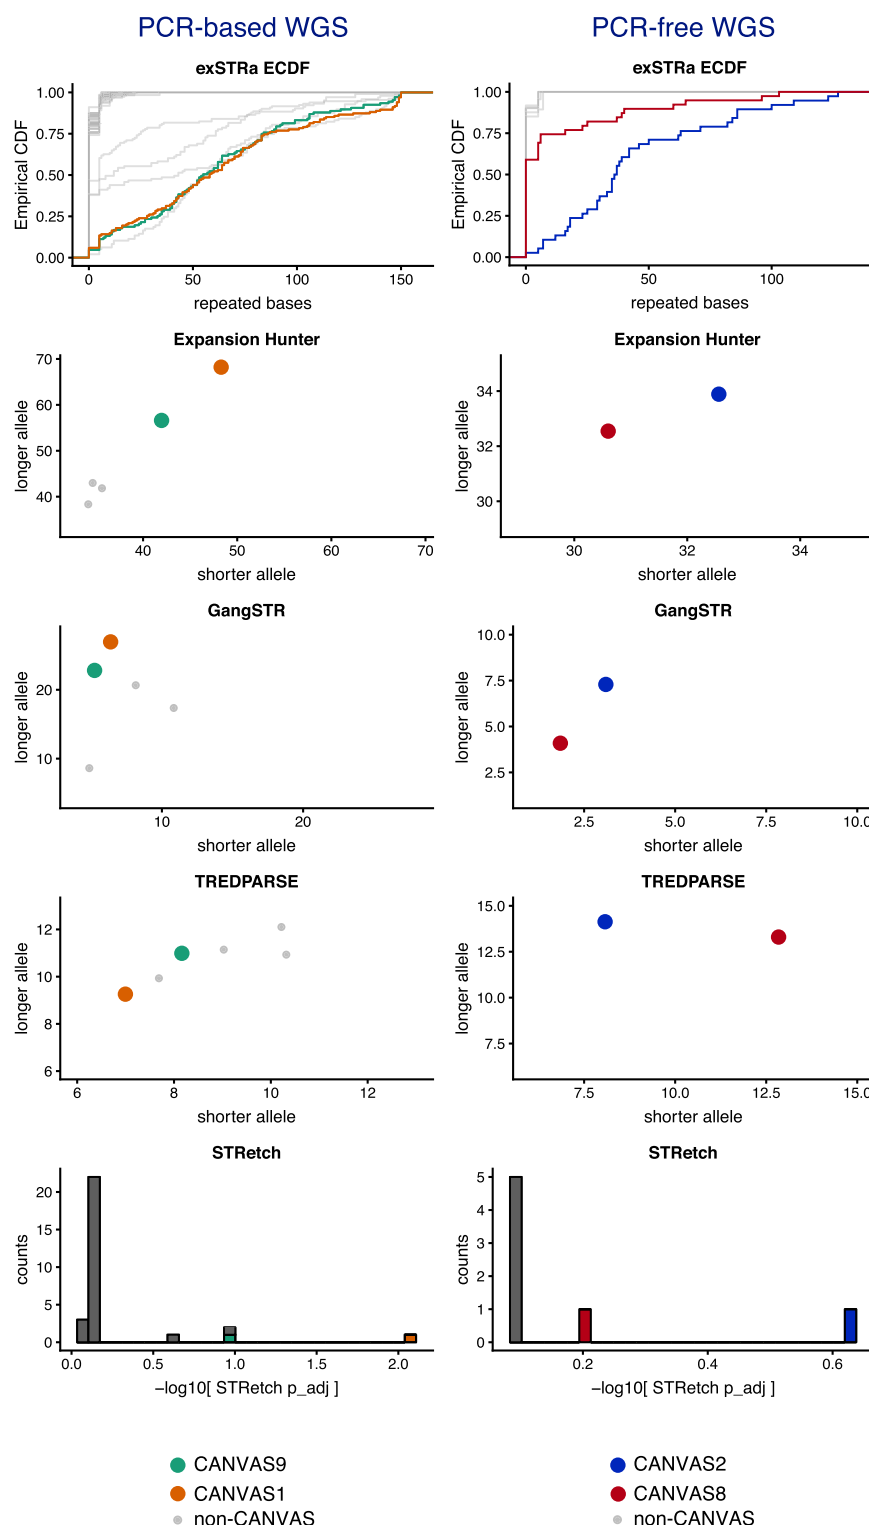 PCR-based WGS
PCR-free WGS
exSTRa ECDF
Empirical CDF
1.00
0.75
0.50
0.25
0.00
0 50 100 150
repeated bases
exSTRa ECDF
Empirical CDF
1.00
0.75
0.50
0.25
0.00
0 50 100
repeated bases
Expansion Hunter
longer allele
70
60
50
40
40 50 60 70
shorter allele
Expansion Hunter
longer allele
34
32
30
30 32 34
shorter allele
GangSTR
longer allele
20
10
10 20
shorter allele
GangSTR
longer allele
10.0
7.5
5.0
2.5
2.5 5.0 7.5 10.0
shorter allele
TREDPARSE
longer allele
12
10
8
6
6 8 10 12
shorter allele
TREDPARSE
longer allele
15.0
12.5
10.0
7.5
7.5 10.0 12.5 15.0
shorter allele
STRetch
counts
20
15
10
5
0
0.0 0.5 1.0 1.5 2.0
−log10[ STRetch p_adj ]
STRetch
counts
5
4
3
2
1
0
0.2 0.4 0.6
−log10[ STRetch p_adj ]
CANVAS9
CANVAS1
non-CANVAS
CANVAS2
CANVAS8
non-CANVAS